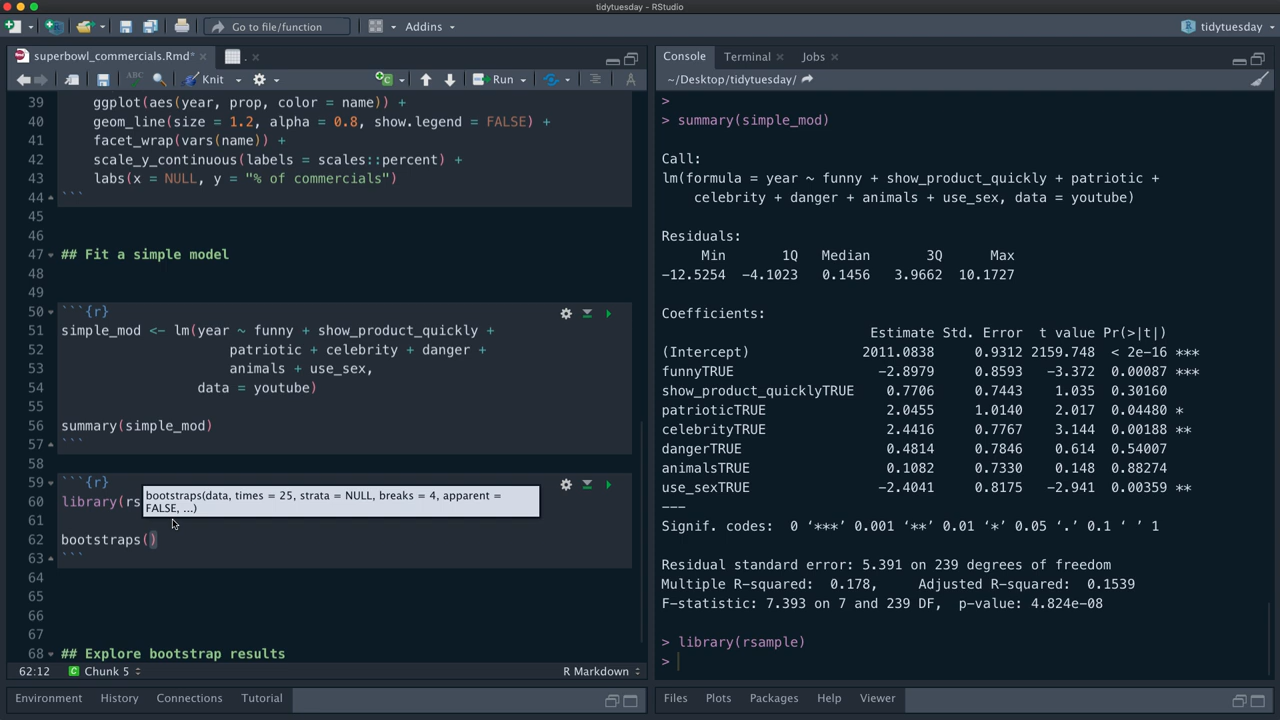 tidytuesday - RStudio
Go to file/function
Addins
tidytuesday
superbowl_commercials.Rmd*
.
Console
Terminal
Jobs
ABC
Knit
Run
~/Desktop/tidytuesday/
39 ggplot(aes(year, prop, color = name)) +
40 geom_line(size = 1.2, alpha = 0.8, show.legend = FALSE) +
41 facet_wrap(vars(name)) +
42 scale_y_continuous(labels = scales::percent) +
43 labs(x = NULL, y = "% of commercials")
44 ```
45
46
47 ## Fit a simple model
48
49
50 ```{r}
51 simple_mod <- lm(year ~ funny + show_product_quickly +
52 patriotic + celebrity + danger +
53 animals + use_sex,
54 data = youtube)
55
56 summary(simple_mod)
57 ```
58
59 ```{r}
60 library(rs
bootstraps(data, times = 25, strata = NULL, breaks = 4, apparent =
FALSE, ...)
61
62 bootstraps()
63 ```
64
65
66
67
68 ## Explore bootstrap results
62:12
Chunk 5
R Markdown
Environment
History
Connections
Tutorial
>
> summary(simple_mod)
Call:
lm(formula = year ~ funny + show_product_quickly + patriotic +
celebrity + danger + animals + use_sex, data = youtube)
Residuals:
Min 1Q Median 3Q Max
-12.5254 -4.1023 0.1456 3.9662 10.1727
Coefficients:
Estimate Std. Error t value Pr(>|t|)
(Intercept) 2011.0838 0.9312 2159.748 < 2e-16 ***
funnyTRUE -2.8979 0.8593 -3.372 0.00087 ***
show_product_quicklyTRUE 0.7706 0.7443 1.035 0.30160
patrioticTRUE 2.0455 1.0140 2.017 0.04480 *
celebrityTRUE 2.4416 0.7767 3.144 0.00188 **
dangerTRUE 0.4814 0.7846 0.614 0.54007
animalsTRUE 0.1082 0.7330 0.148 0.88274
use_sexTRUE -2.4041 0.8175 -2.941 0.00359 **
---
Signif. codes: 0 ‘***’ 0.001 ‘**’ 0.01 ‘*’ 0.05 ‘.’ 0.1 ‘ ’ 1
Residual standard error: 5.391 on 239 degrees of freedom
Multiple R-squared: 0.178, Adjusted R-squared: 0.1539
F-statistic: 7.393 on 7 and 239 DF, p-value: 4.824e-08
> library(rsample)
>
Files
Plots
Packages
Help
Viewer